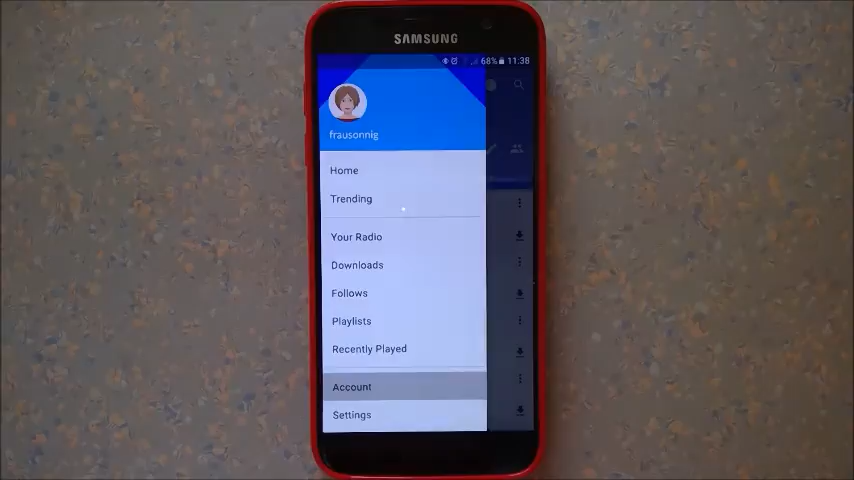 SAMSUNG
68% 11:38
frausonnig
Home
Trending
Your Radio
Downloads
Follows
Playlists
Recently Played
Account
Settings